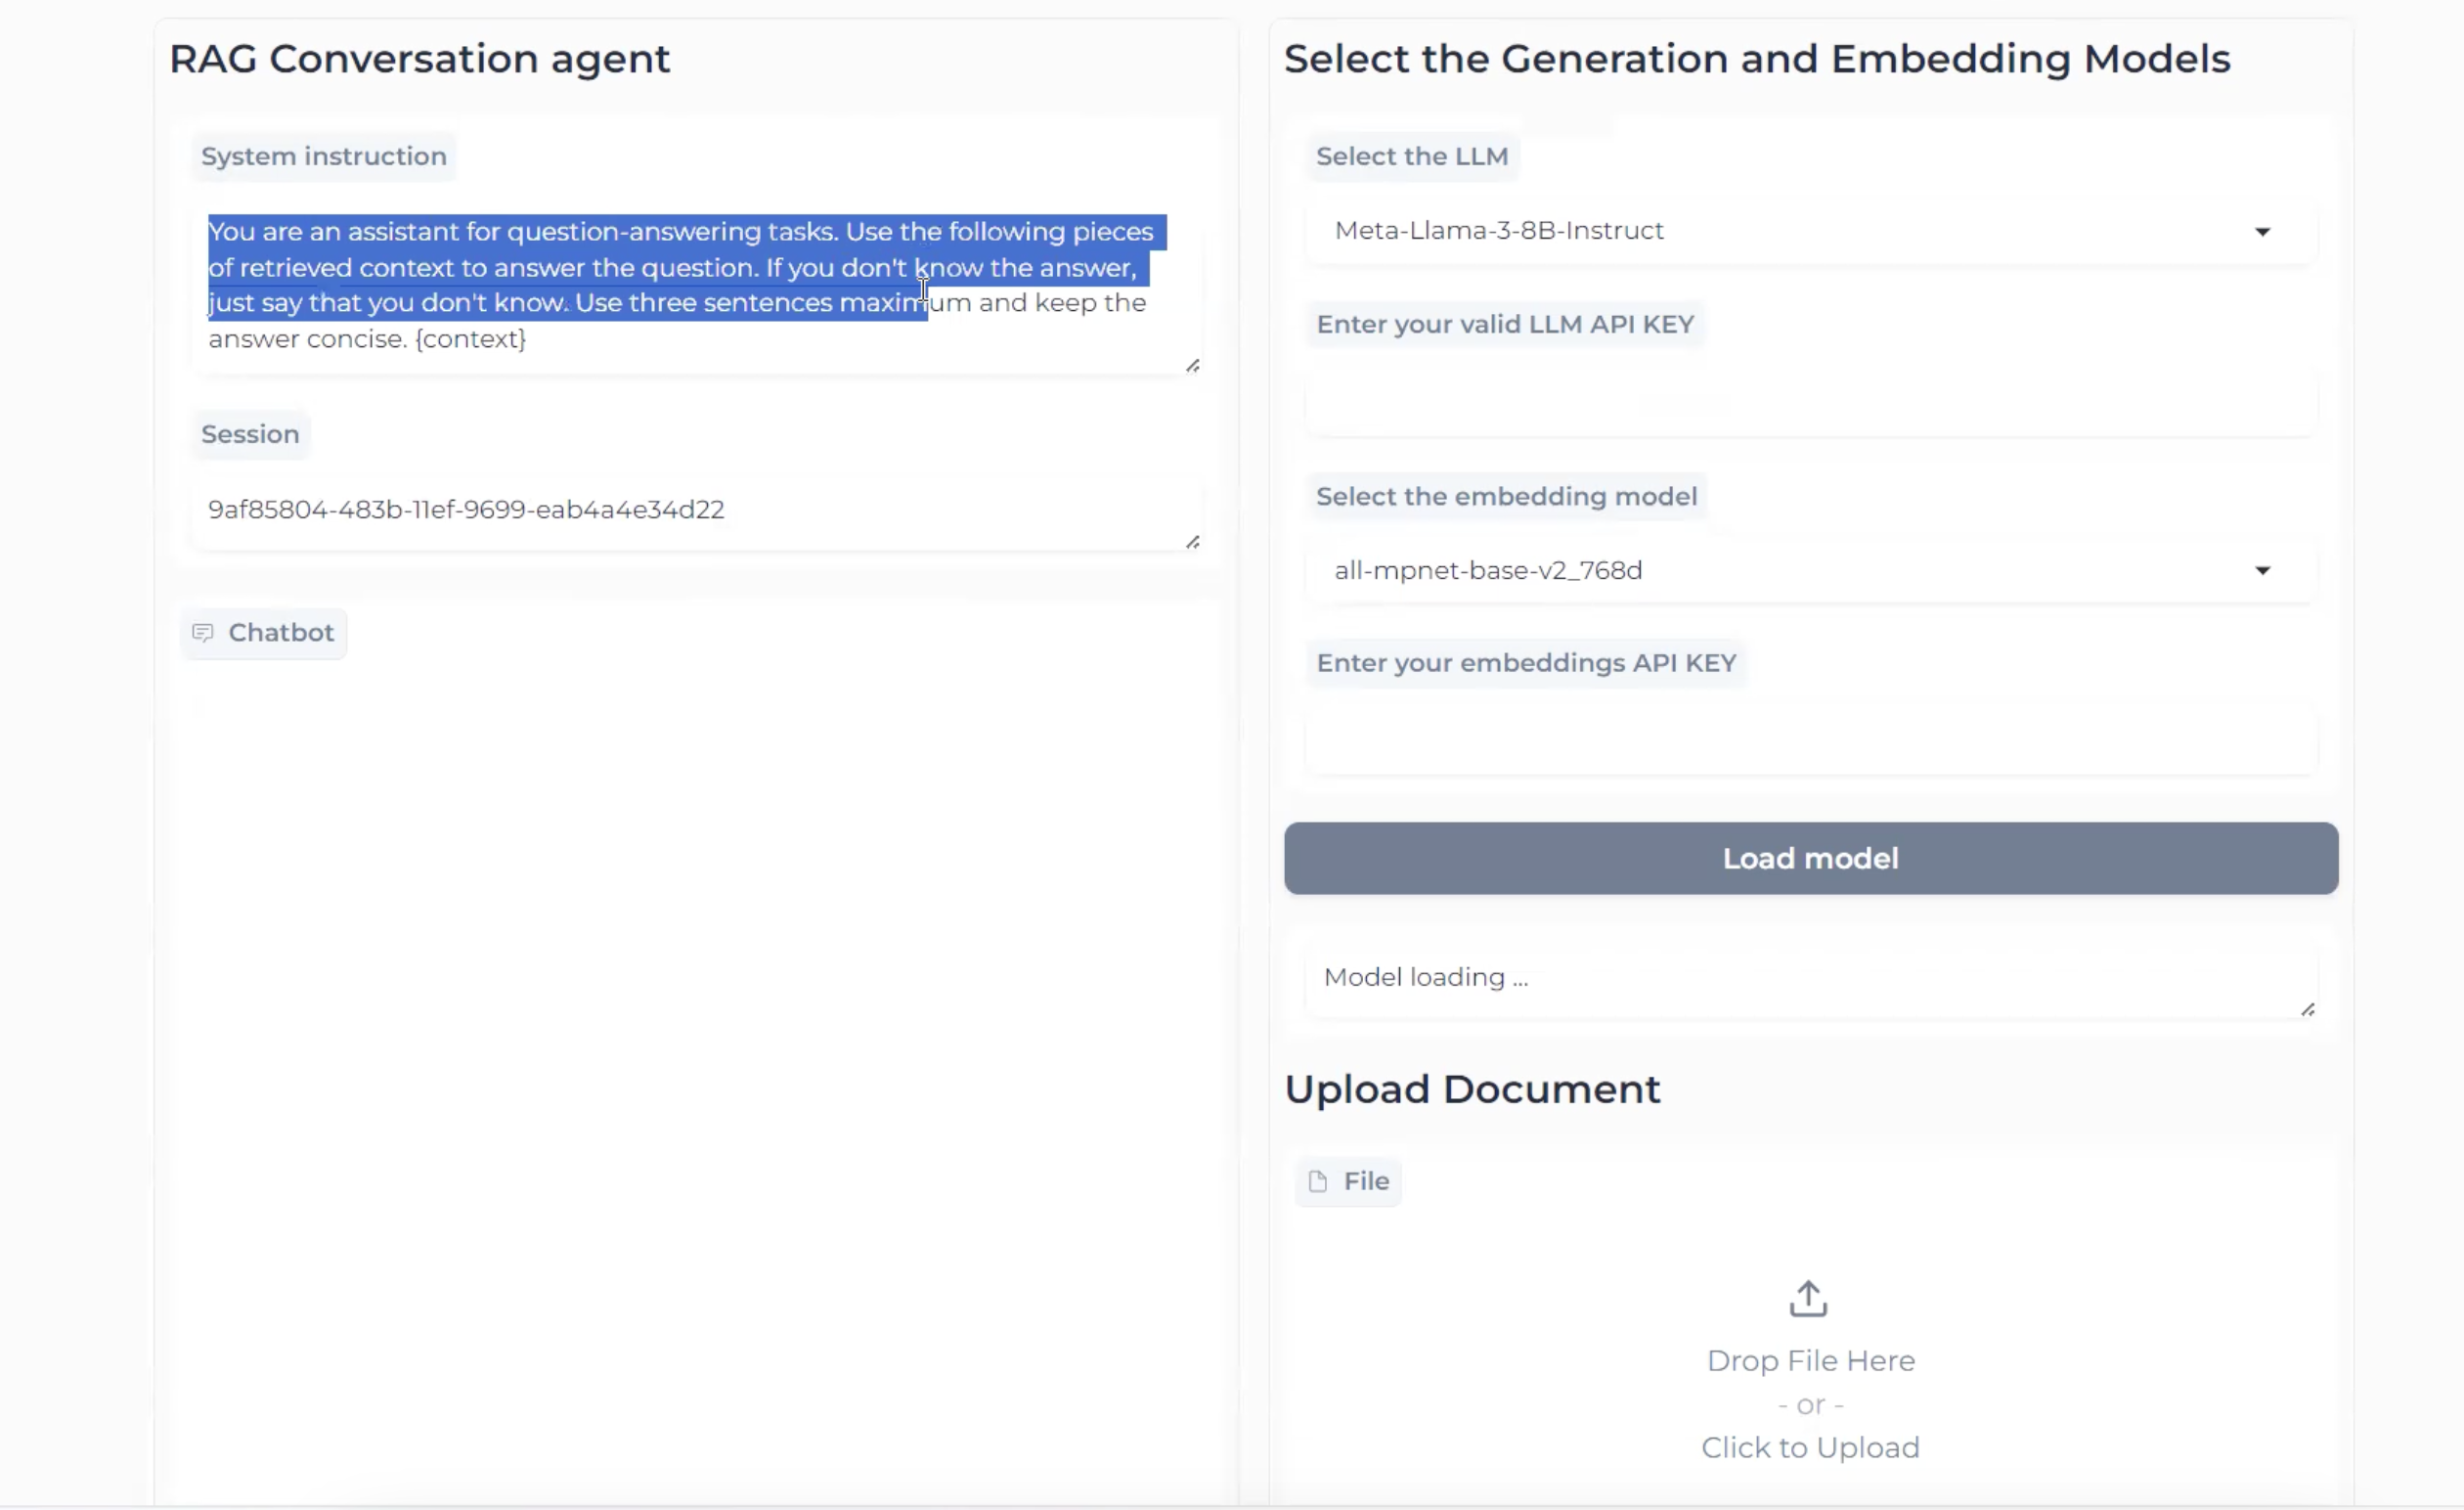 RAG Conversation agent
System instruction
You are an assistant for question-answering tasks. Use the following pieces
of retrieved context to answer the question. If you don't know the answer,
just say that you don't know. Use three sentences maximum and keep the
answer concise. {context}
Session
9af85804-483b-11ef-9699-eab4a4e34d22
Chatbot
Select the Generation and Embedding Models
Select the LLM
Meta-Llama-3-8B-Instruct
Enter your valid LLM API KEY
Select the embedding model
all-mpnet-base-v2_768d
Enter your embeddings API KEY
Load model
Model loading ...
Upload Document
File
Drop File Here
- or -
Click to Upload